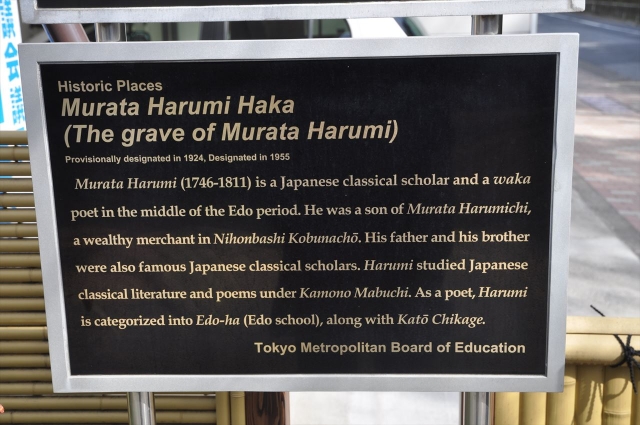 Historic Places
Murata Harumi Haka
(The grave of Murata Harumi)
Provisionally designated in 1924, Designated in 1955
Murata Harumi (1746-1811) is a Japanese classical scholar and a waka
poet in the middle of the Edo period. He was a son of Murata Harumichi,
a wealthy merchant in Nihonbashi Kobunachō. His father and his brother
were also famous Japanese classical scholars. Harumi studied Japanese
classical literature and poems under Kamono Mabuchi. As a poet, Harumi
is categorized into Edo-ha (Edo school), along with Katō Chikage.
Tokyo Metropolitan Board of Education